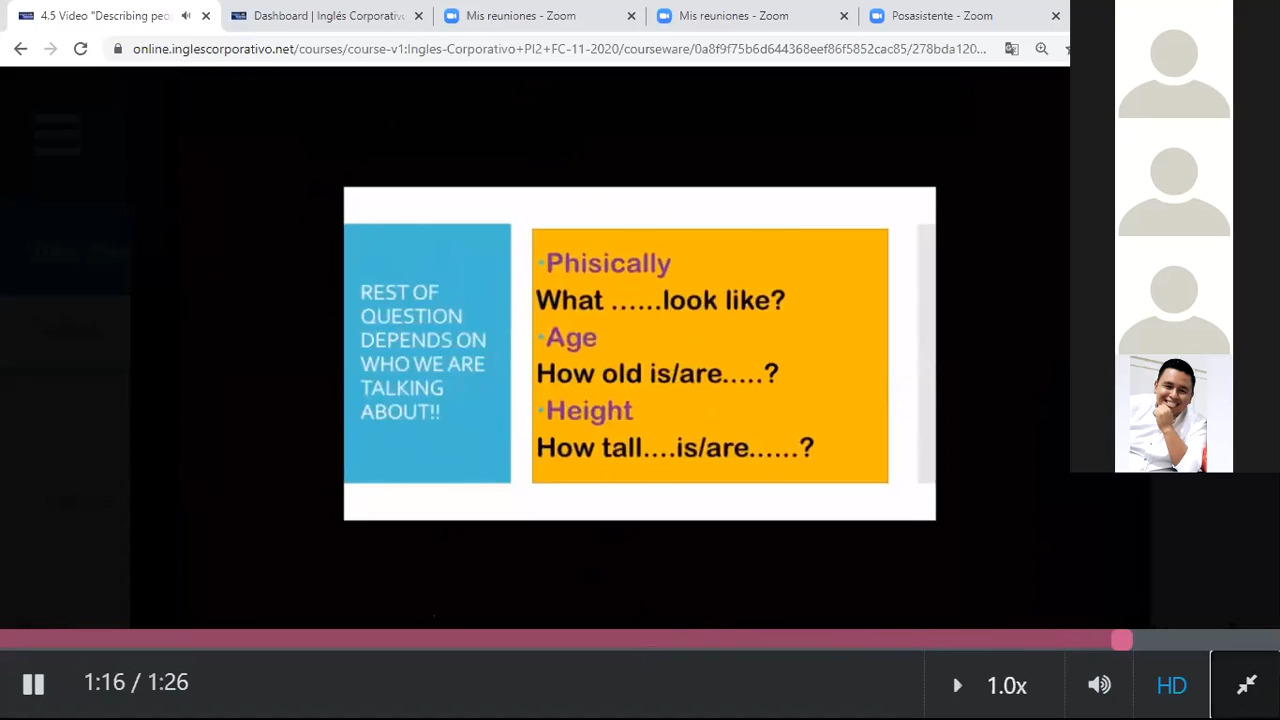 4.5 Video "Describing peo
Dashboard | Inglés Corporativo
Mis reuniones - Zoom
Mis reuniones - Zoom
Posasistente - Zoom
online.inglescorporativo.net/courses/course-v1:Ingles-Corporativo+PI2+FC-11-2020/courseware/0a8f9f75b6d644368eef86f5852cac85/278bda120...
REST OF
QUESTION
DEPENDS ON
WHO WE ARE
TALKING
ABOUT!!
•Phisically
What ......look like?
•Age
How old is/are.....?
•Height
How tall....is/are......?
1:16 / 1:26
1.0x
HD